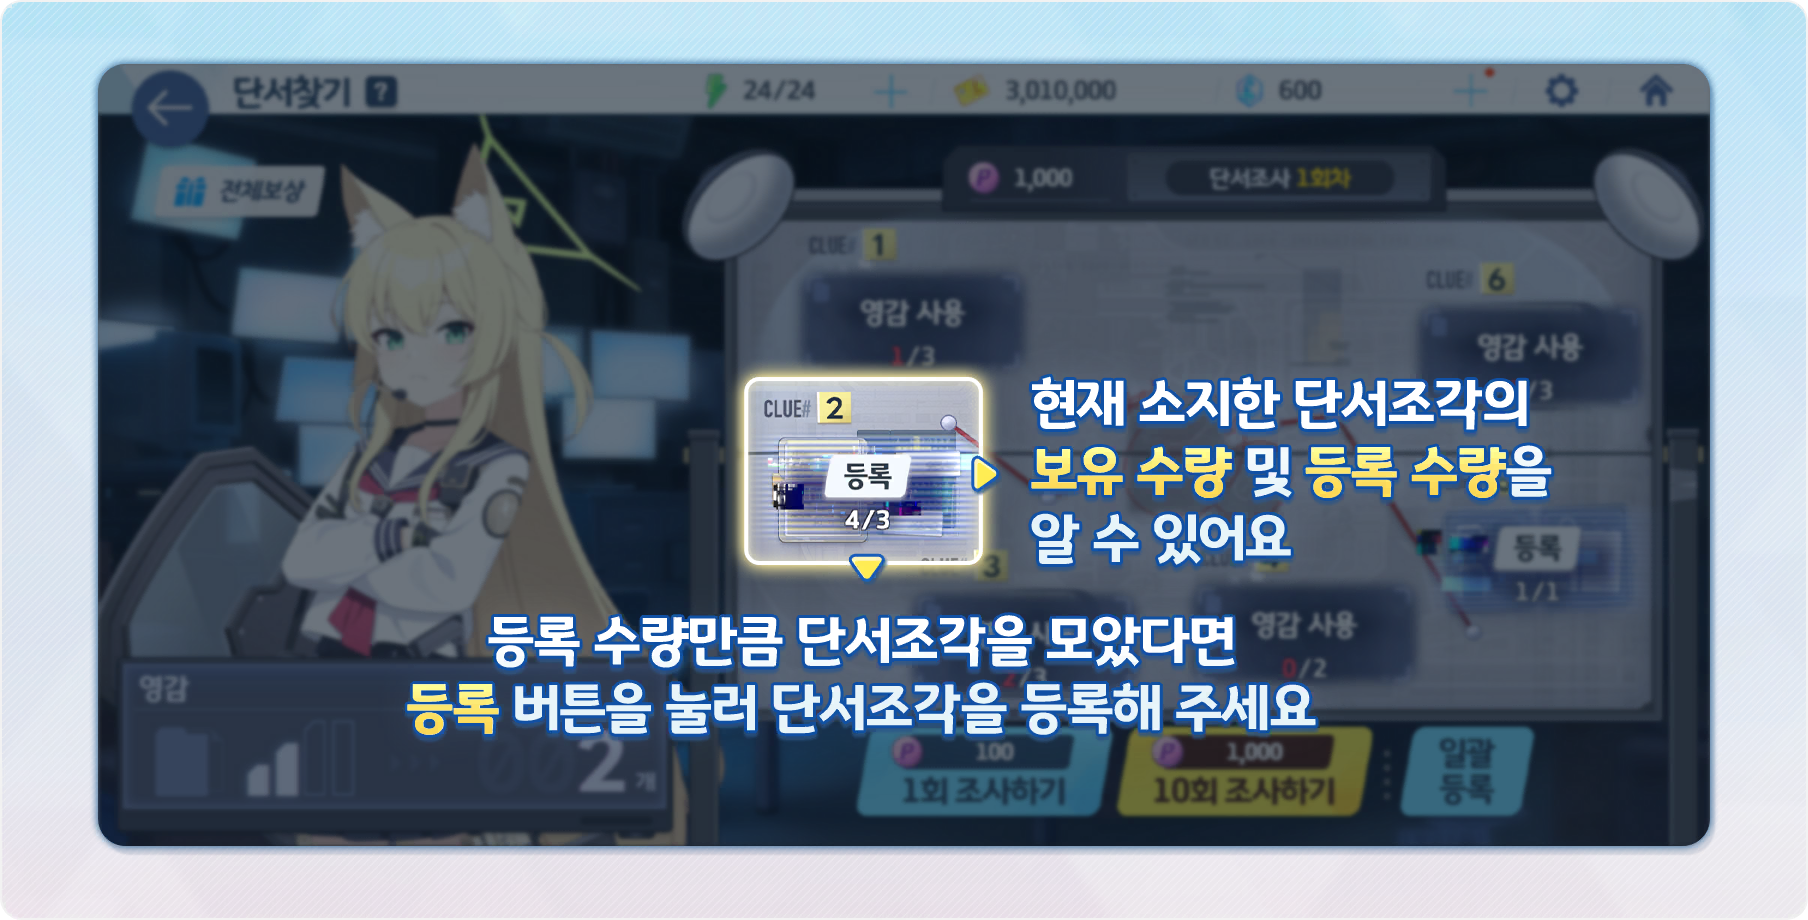 단서찾기 ?
24/24
3,010,000
600
전체보상
1,000
단서조사 1회차
CLUE# 1
영감 사용
1/3
CLUE# 6
영감 사용
/3
CLUE# 2
등록
4/3
현재 소지한 단서조각의
보유 수량 및 등록 수량을
알 수 있어요
3
등록
1/1
영감 사용
0/2
2/3
등록 수량만큼 단서조각을 모았다면
등록 버튼을 눌러 단서조각을 등록해 주세요
영감
002 개
100
1회 조사하기
1,000
10회 조사하기
일괄
등록